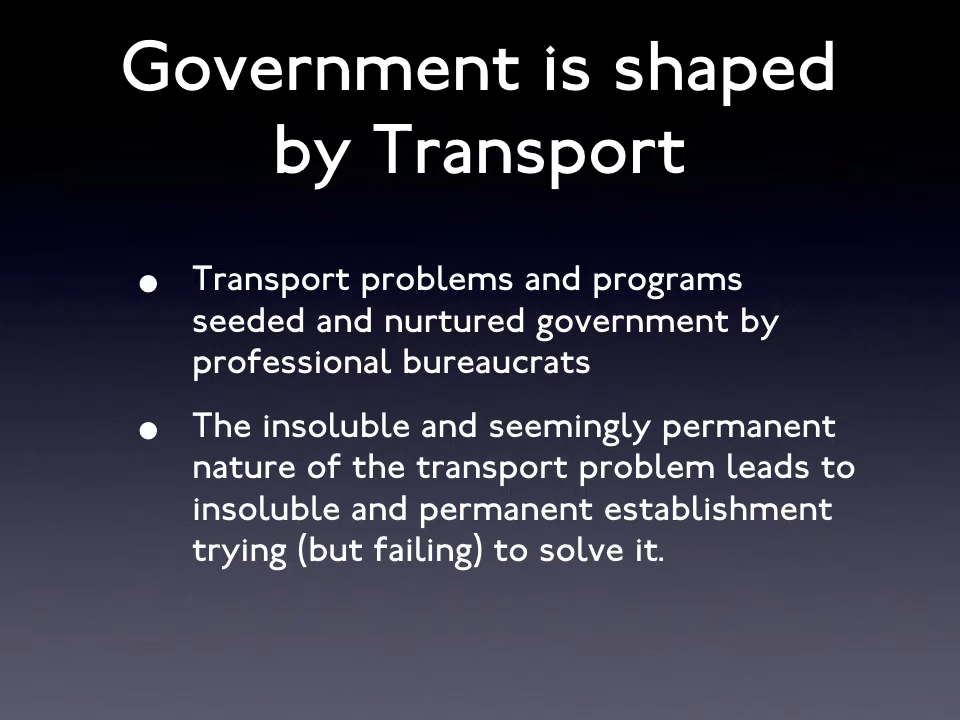 Government is shaped
by Transport
• Transport problems and programs
seeded and nurtured government by
professional bureaucrats
• The insoluble and seemingly permanent
nature of the transport problem leads to
insoluble and permanent establishment
trying (but failing) to solve it.